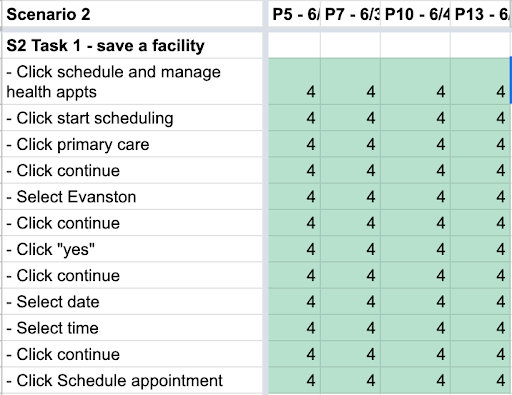 Scenario 2 P5 - 6/ P7 - 6/3 P10 - 6/4 P13 - 6/
S2 Task 1 - save a facility
- Click schedule and manage
health appts 4 4 4 4
- Click start scheduling 4 4 4 4
- Click primary care 4 4 4 4
- Click continue 4 4 4 4
- Select Evanston 4 4 4 4
- Click continue 4 4 4 4
- Click "yes" 4 4 4 4
- Click continue 4 4 4 4
- Select date 4 4 4 4
- Select time 4 4 4 4
- Click continue 4 4 4 4
- Click Schedule appointment 4 4 4 4